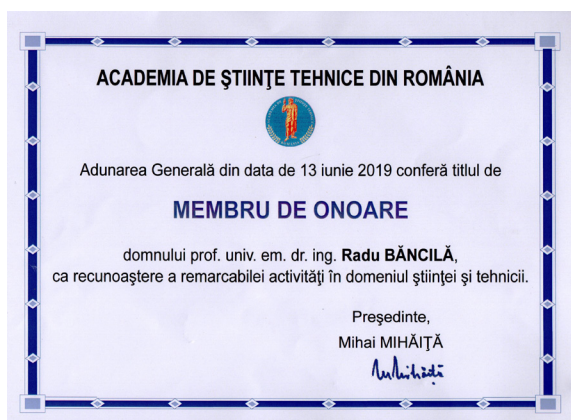 ACADEMIA DE ŞTIINŢE TEHNICE DIN ROMÂNIA
Adunarea Generală din data de 13 iunie 2019 conferă titlul de
MEMBRU DE ONOARE
domnului prof. univ. em. dr. ing. Radu BĂNCILĂ,
ca recunoaştere a remarcabilei activităţi în domeniul ştiinţei şi tehnicii.
Preşedinte,
Mihai MIHĂIŢĂ